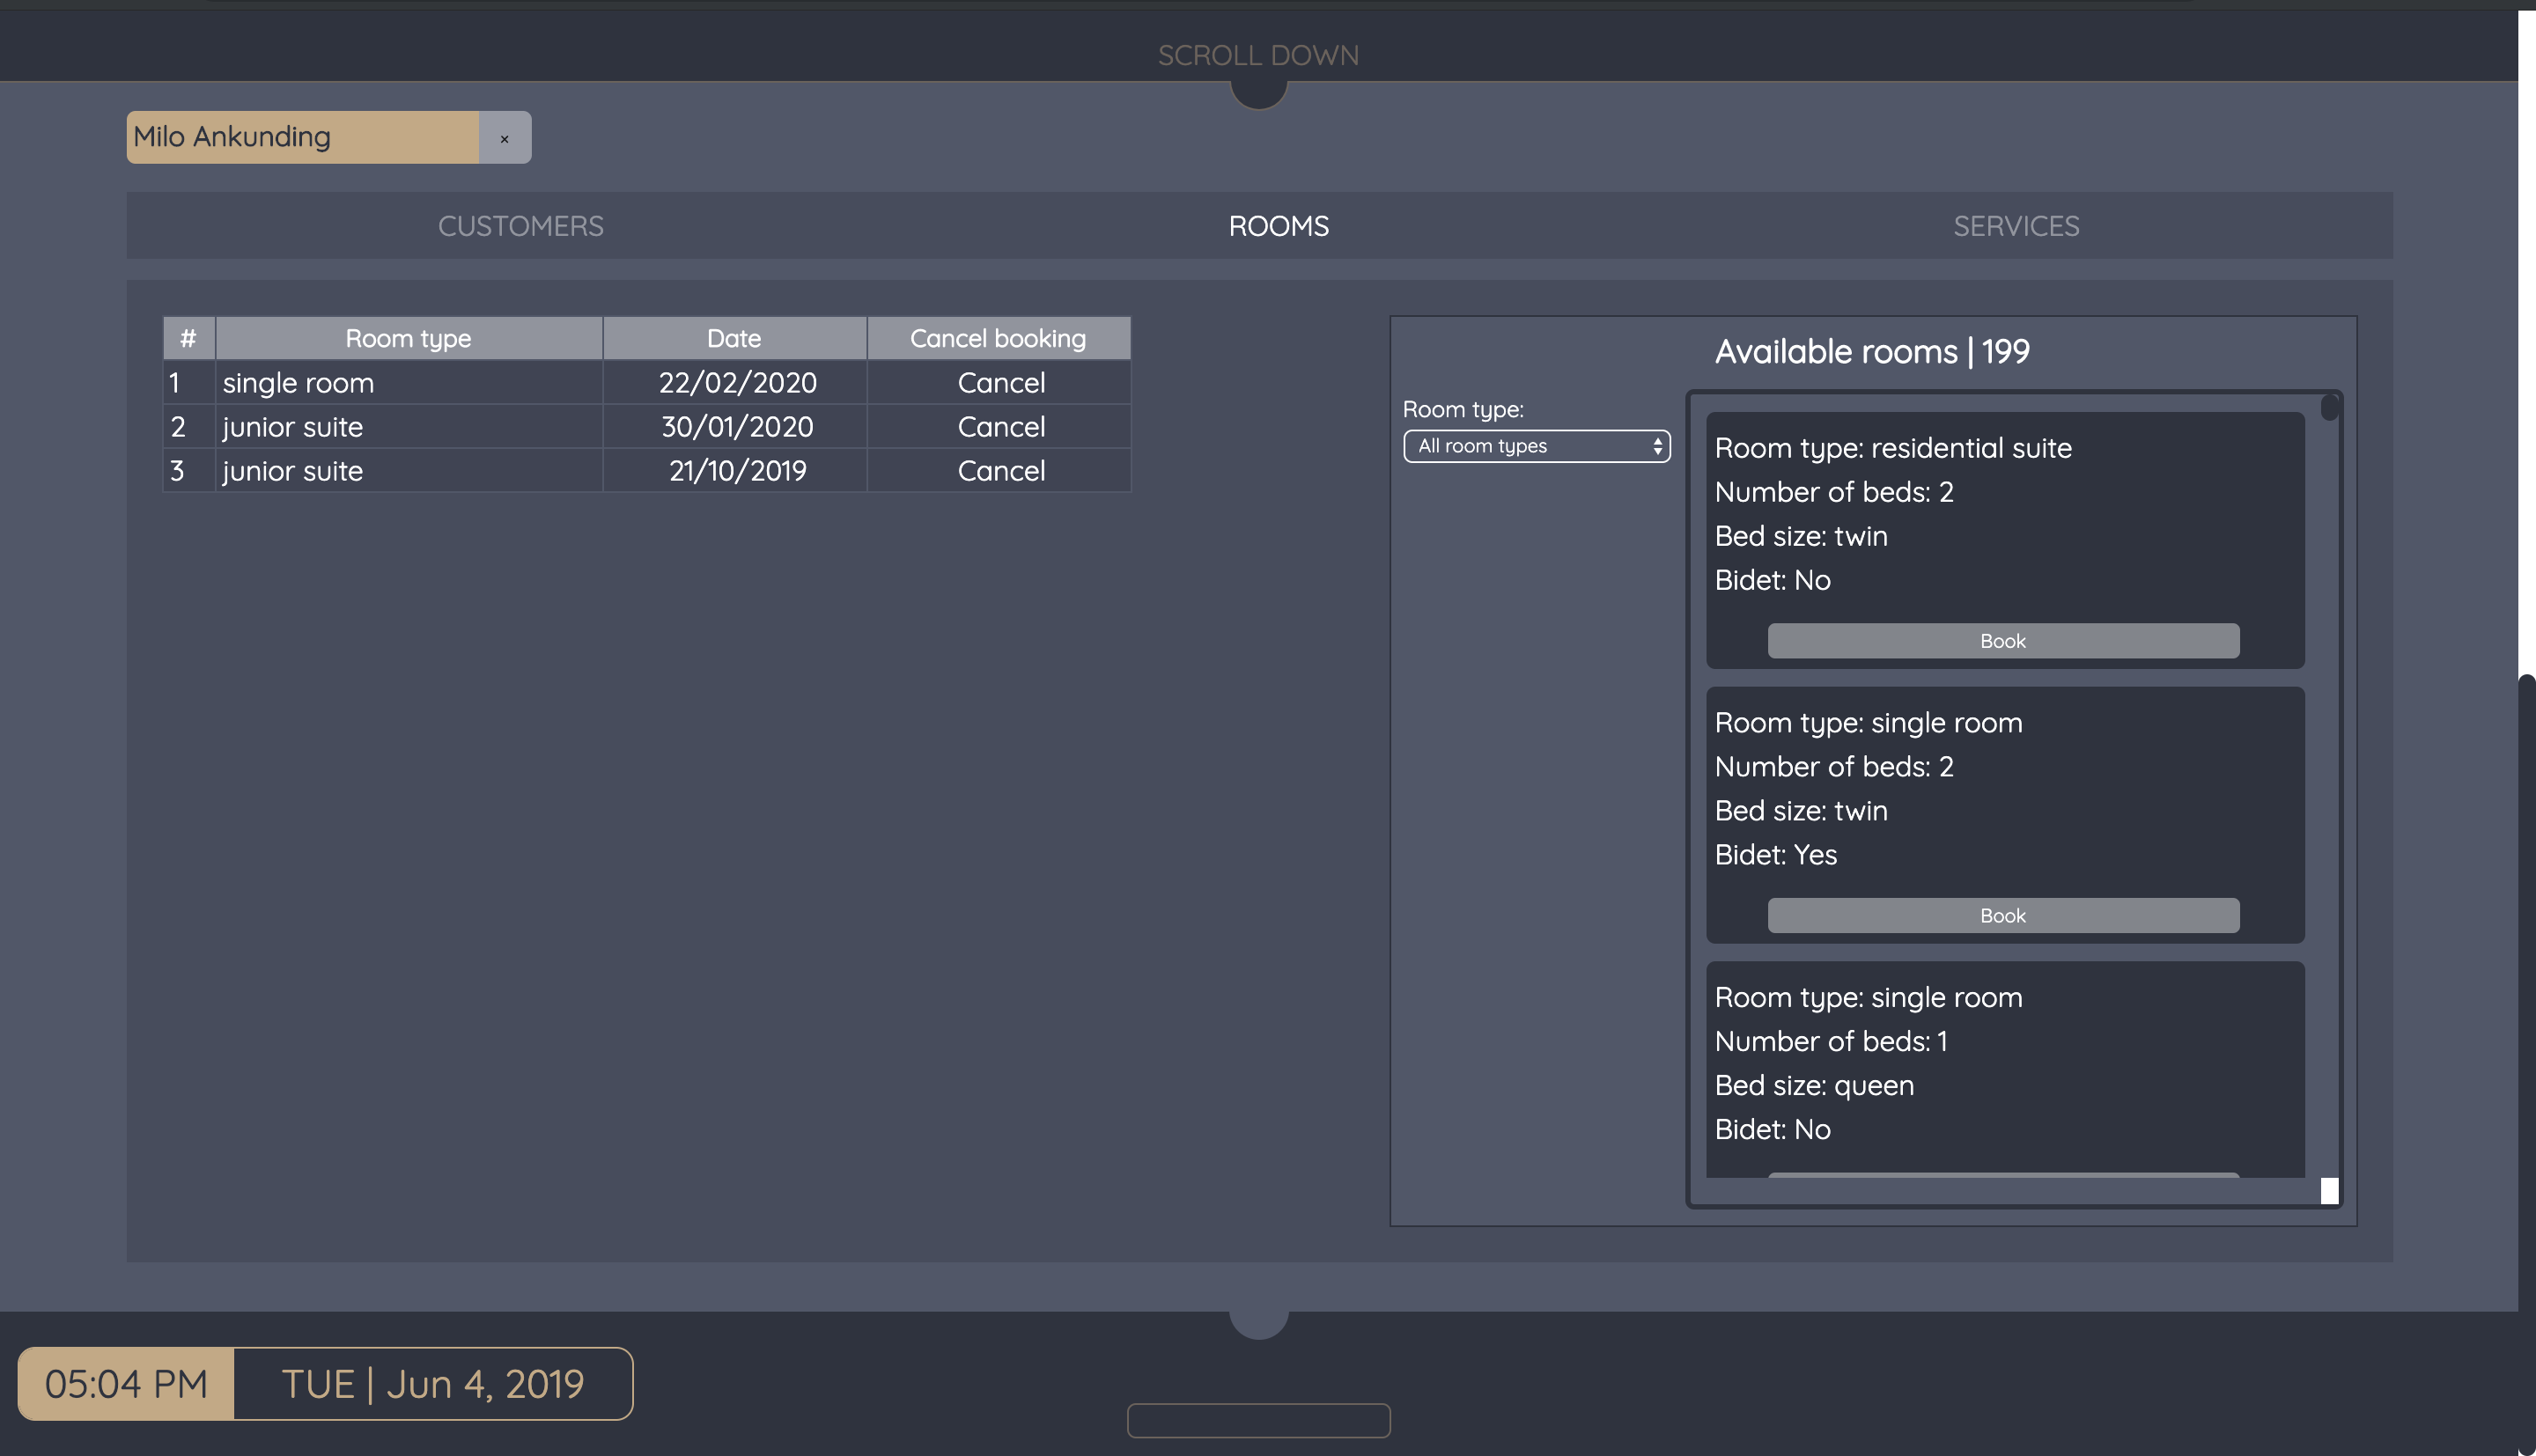 SCROLL DOWN
Milo Ankunding ×
CUSTOMERS ROOMS SERVICES
# Room type Date Cancel booking
1 single room 22/02/2020 Cancel
2 junior suite 30/01/2020 Cancel
3 junior suite 21/10/2019 Cancel
Available rooms | 199
Room type:
All room types
Room type: residential suite
Number of beds: 2
Bed size: twin
Bidet: No
Book
Room type: single room
Number of beds: 2
Bed size: twin
Bidet: Yes
Book
Room type: single room
Number of beds: 1
Bed size: queen
Bidet: No
05:04 PM TUE | Jun 4, 2019